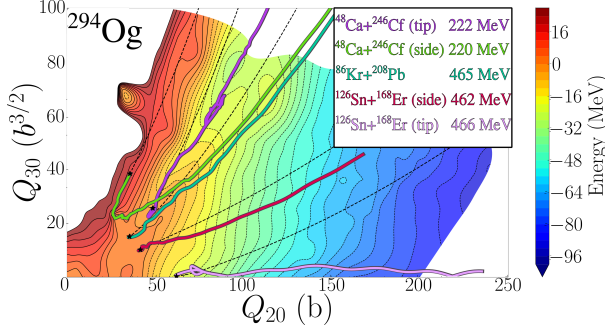 ²⁹⁴Og
⁴⁸Ca+²⁴⁶Cf (tip) 222 MeV
⁴⁸Ca+²⁴⁶Cf (side) 220 MeV
⁸⁶Kr+²⁰⁸Pb 465 MeV
¹²⁶Sn+¹⁶⁸Er (side) 462 MeV
¹²⁶Sn+¹⁶⁸Er (tip) 466 MeV
Q₃₀ (b^{3/2})
100
80
60
40
20
0
0 50 100 150 200 250
Q₂₀ (b)
16
0
−16
−32
−48
−64
−80
−96
Energy (MeV)